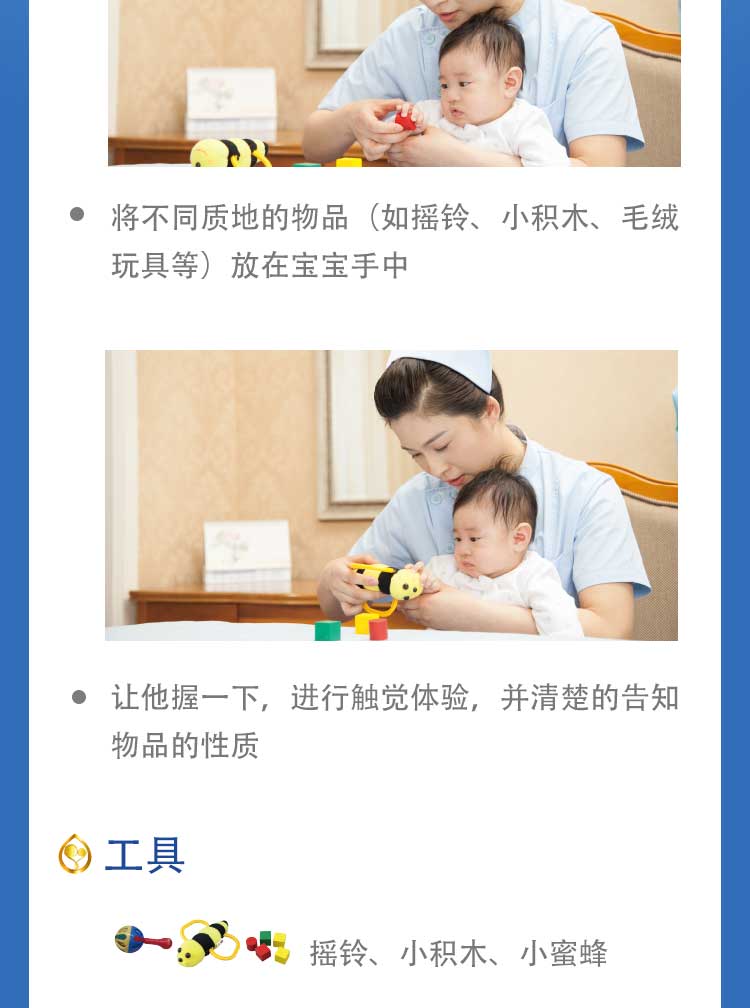 将不同质地的物品（如摇铃、小积木、毛绒
玩具等）放在宝宝手中
让他握一下，进行触觉体验，并清楚的告知
物品的性质
工具
摇铃、小积木、小蜜蜂